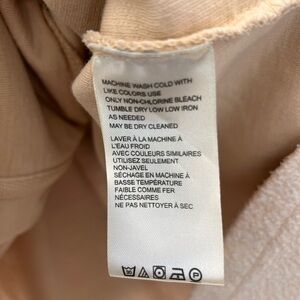 MACHINE WASH COLD WITH
LIKE COLORS USE
ONLY NON-CHLORINE BLEACH
TUMBLE DRY LOW LOW IRON
AS NEEDED
MAY BE DRY CLEANED
LAVER À LA MACHINE À
L'EAU FROID
AVEC COULEURS SIMILAIRES
UTILISEZ SEULEMENT
NON-JAVEL
SÉCHAGE EN MACHINE À
BASSE TEMPÉRATURE
FAIBLE COMME FER
NÉCESSAIRES
NE PAS NETTOYER À SEC
P